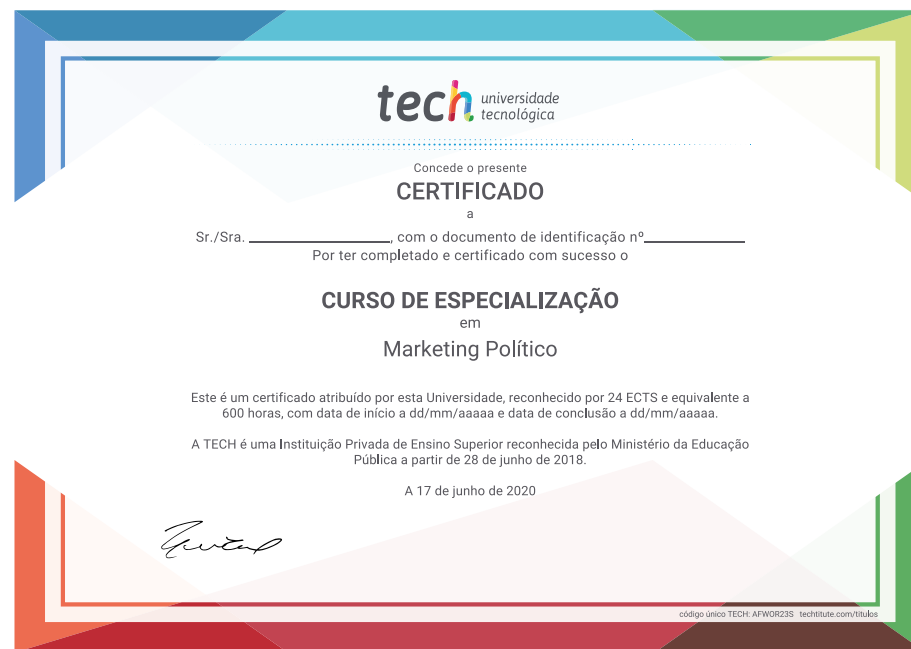 tech universidade
tecnológica
Concede o presente
CERTIFICADO
a
Sr./Sra. ____________, com o documento de identificação nº____________
Por ter completado e certificado com sucesso o
CURSO DE ESPECIALIZAÇÃO
em
Marketing Político
Este é um certificado atribuído por esta Universidade, reconhecido por 24 ECTS e equivalente a
600 horas, com data de início a dd/mm/aaaaa e data de conclusão a dd/mm/aaaaa.
A TECH é uma Instituição Privada de Ensino Superior reconhecida pelo Ministério da Educação
Pública a partir de 28 de junho de 2018.
A 17 de junho de 2020
código único TECH: AFWOR23S techtitute.com/titulos